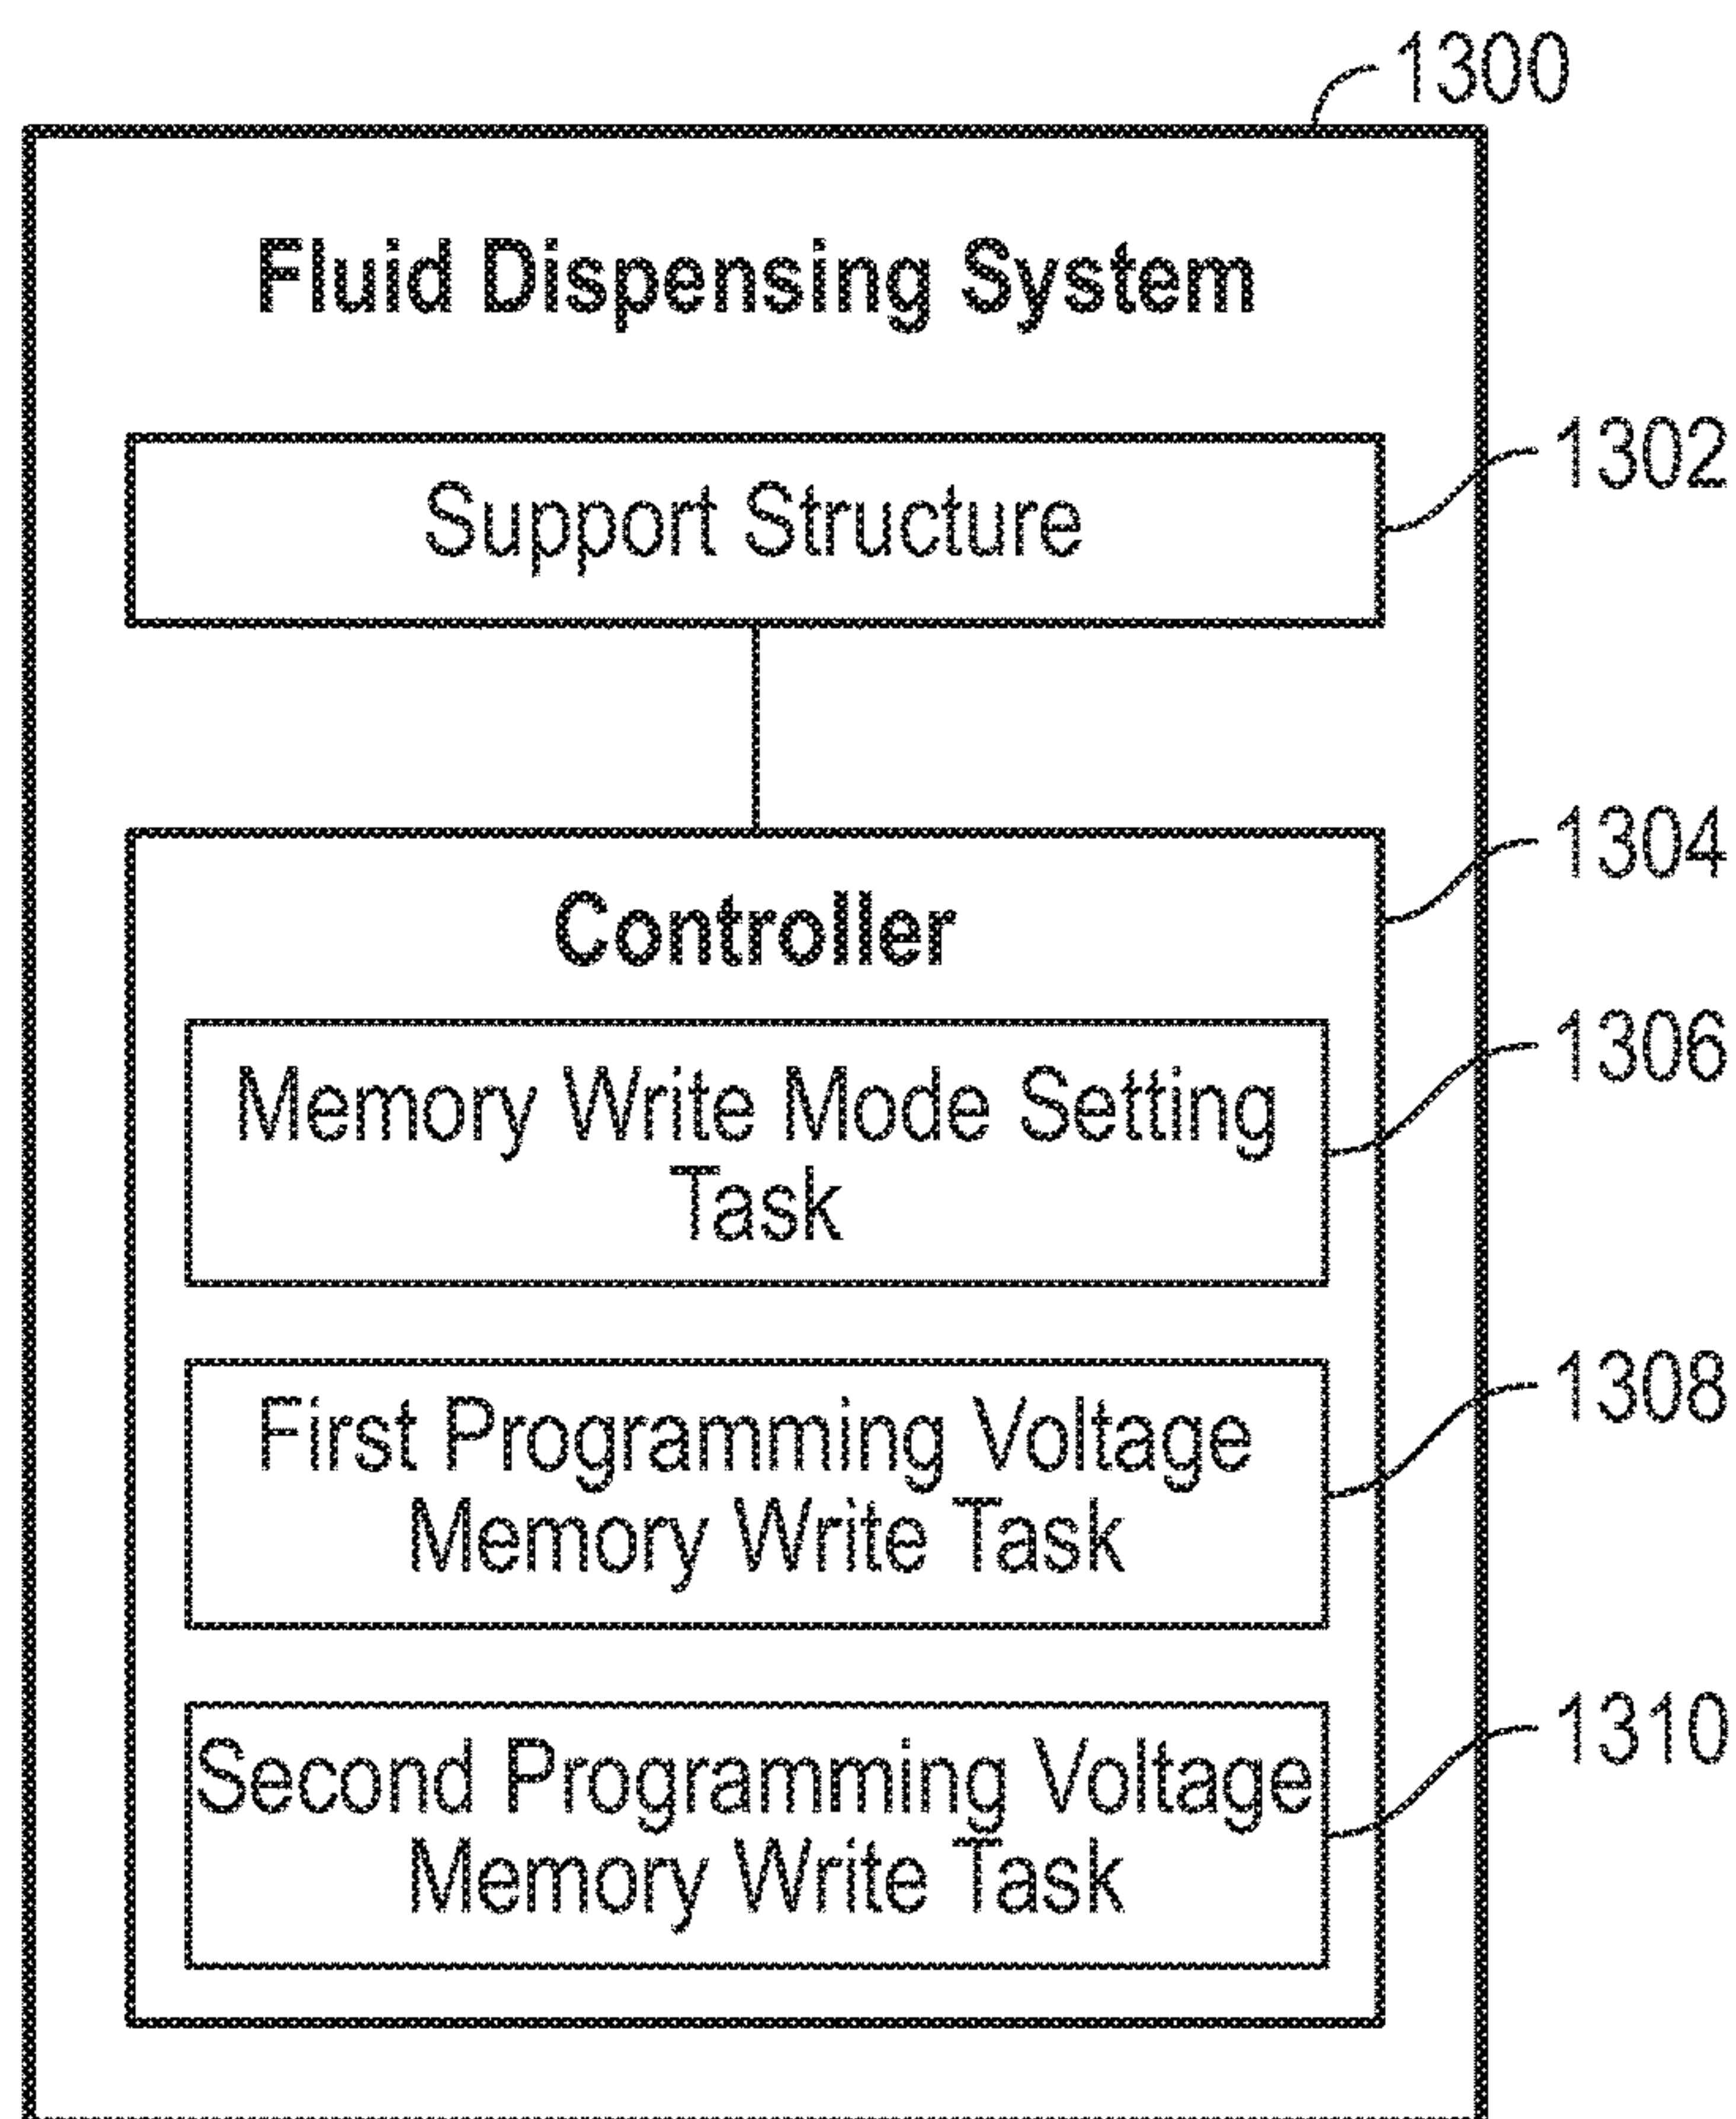 1300
Fluid Dispensing System
1302
Support Structure
1304
Controller
1306
Memory Write Mode Setting
Task
1308
First Programming Voltage
Memory Write Task
1310
Second Programming Voltage
Memory Write Task